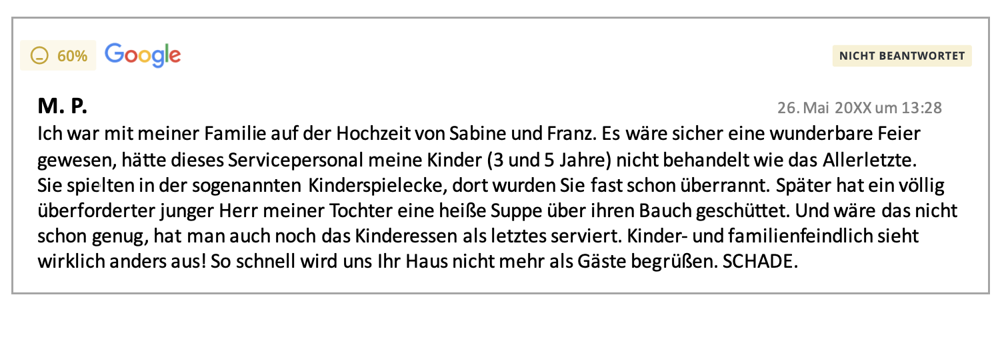 60% Google NICHT BEANTWORTET
M. P.
26. Mai 20XX um 13:28
Ich war mit meiner Familie auf der Hochzeit von Sabine und Franz. Es wäre sicher eine wunderbare Feier
gewesen, hätte dieses Servicepersonal meine Kinder (3 und 5 Jahre) nicht behandelt wie das Allerletzte.
Sie spielten in der sogenannten Kinderspielecke, dort wurden Sie fast schon überrannt. Später hat ein völlig
überforderter junger Herr meiner Tochter eine heiße Suppe über ihren Bauch geschüttet. Und wäre das nicht
schon genug, hat man auch noch das Kinderessen als letztes serviert. Kinder- und familienfeindlich sieht
wirklich anders aus! So schnell wird uns Ihr Haus nicht mehr als Gäste begrüßen. SCHADE.